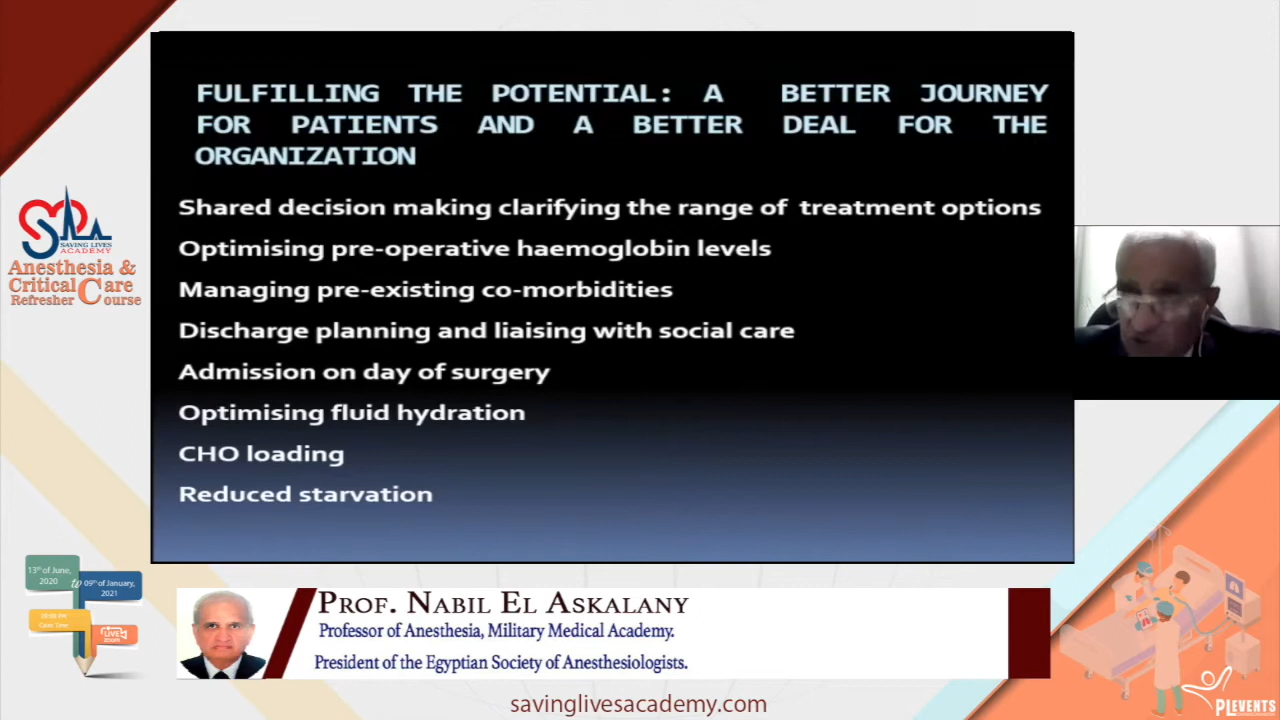 FULFILLING THE POTENTIAL: A BETTER JOURNEY
FOR PATIENTS AND A BETTER DEAL FOR THE
ORGANIZATION
Shared decision making clarifying the range of treatment options
Optimising pre-operative haemoglobin levels
Managing pre-existing co-morbidities
Discharge planning and liaising with social care
Admission on day of surgery
Optimising fluid hydration
CHO loading
Reduced starvation
SAVING LIVES
ACADEMY
Anesthesia &
Critical Care
Refresher Course
13th of June,
2020
to
09th of January,
2021
Cairo Time
LIVE
zoom
PROF. NABIL EL ASKALANY
Professor of Anesthesia, Military Medical Academy.
President of the Egyptian Society of Anesthesiologists.
savinglivesacademy.com
PLEVENTS